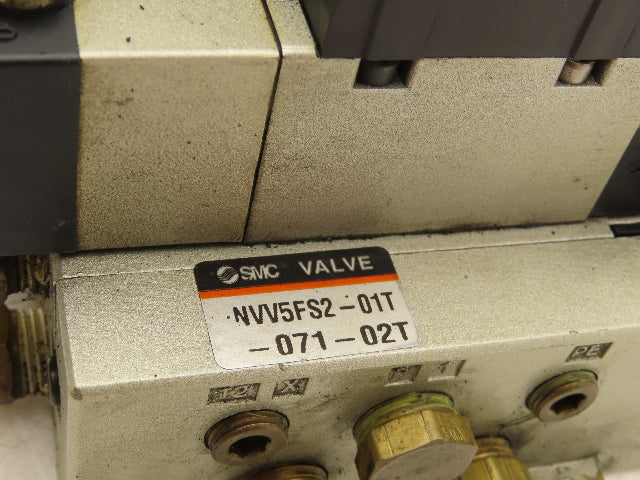 SMC VALVE
NVV5FS2-01T
-071-02T
X 1 PE